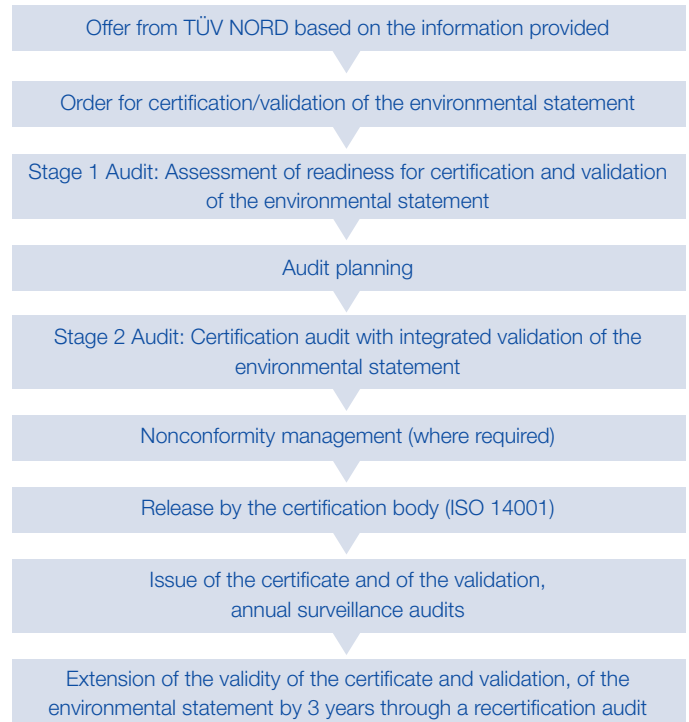 Offer from TÜV NORD based on the information provided
Order for certification/validation of the environmental statement
Stage 1 Audit: Assessment of readiness for certification and validation
of the environmental statement
Audit planning
Stage 2 Audit: Certification audit with integrated validation of the
environmental statement
Nonconformity management (where required)
Release by the certification body (ISO 14001)
Issue of the certificate and of the validation,
annual surveillance audits
Extension of the validity of the certificate and validation, of the
environmental statement by 3 years through a recertification audit